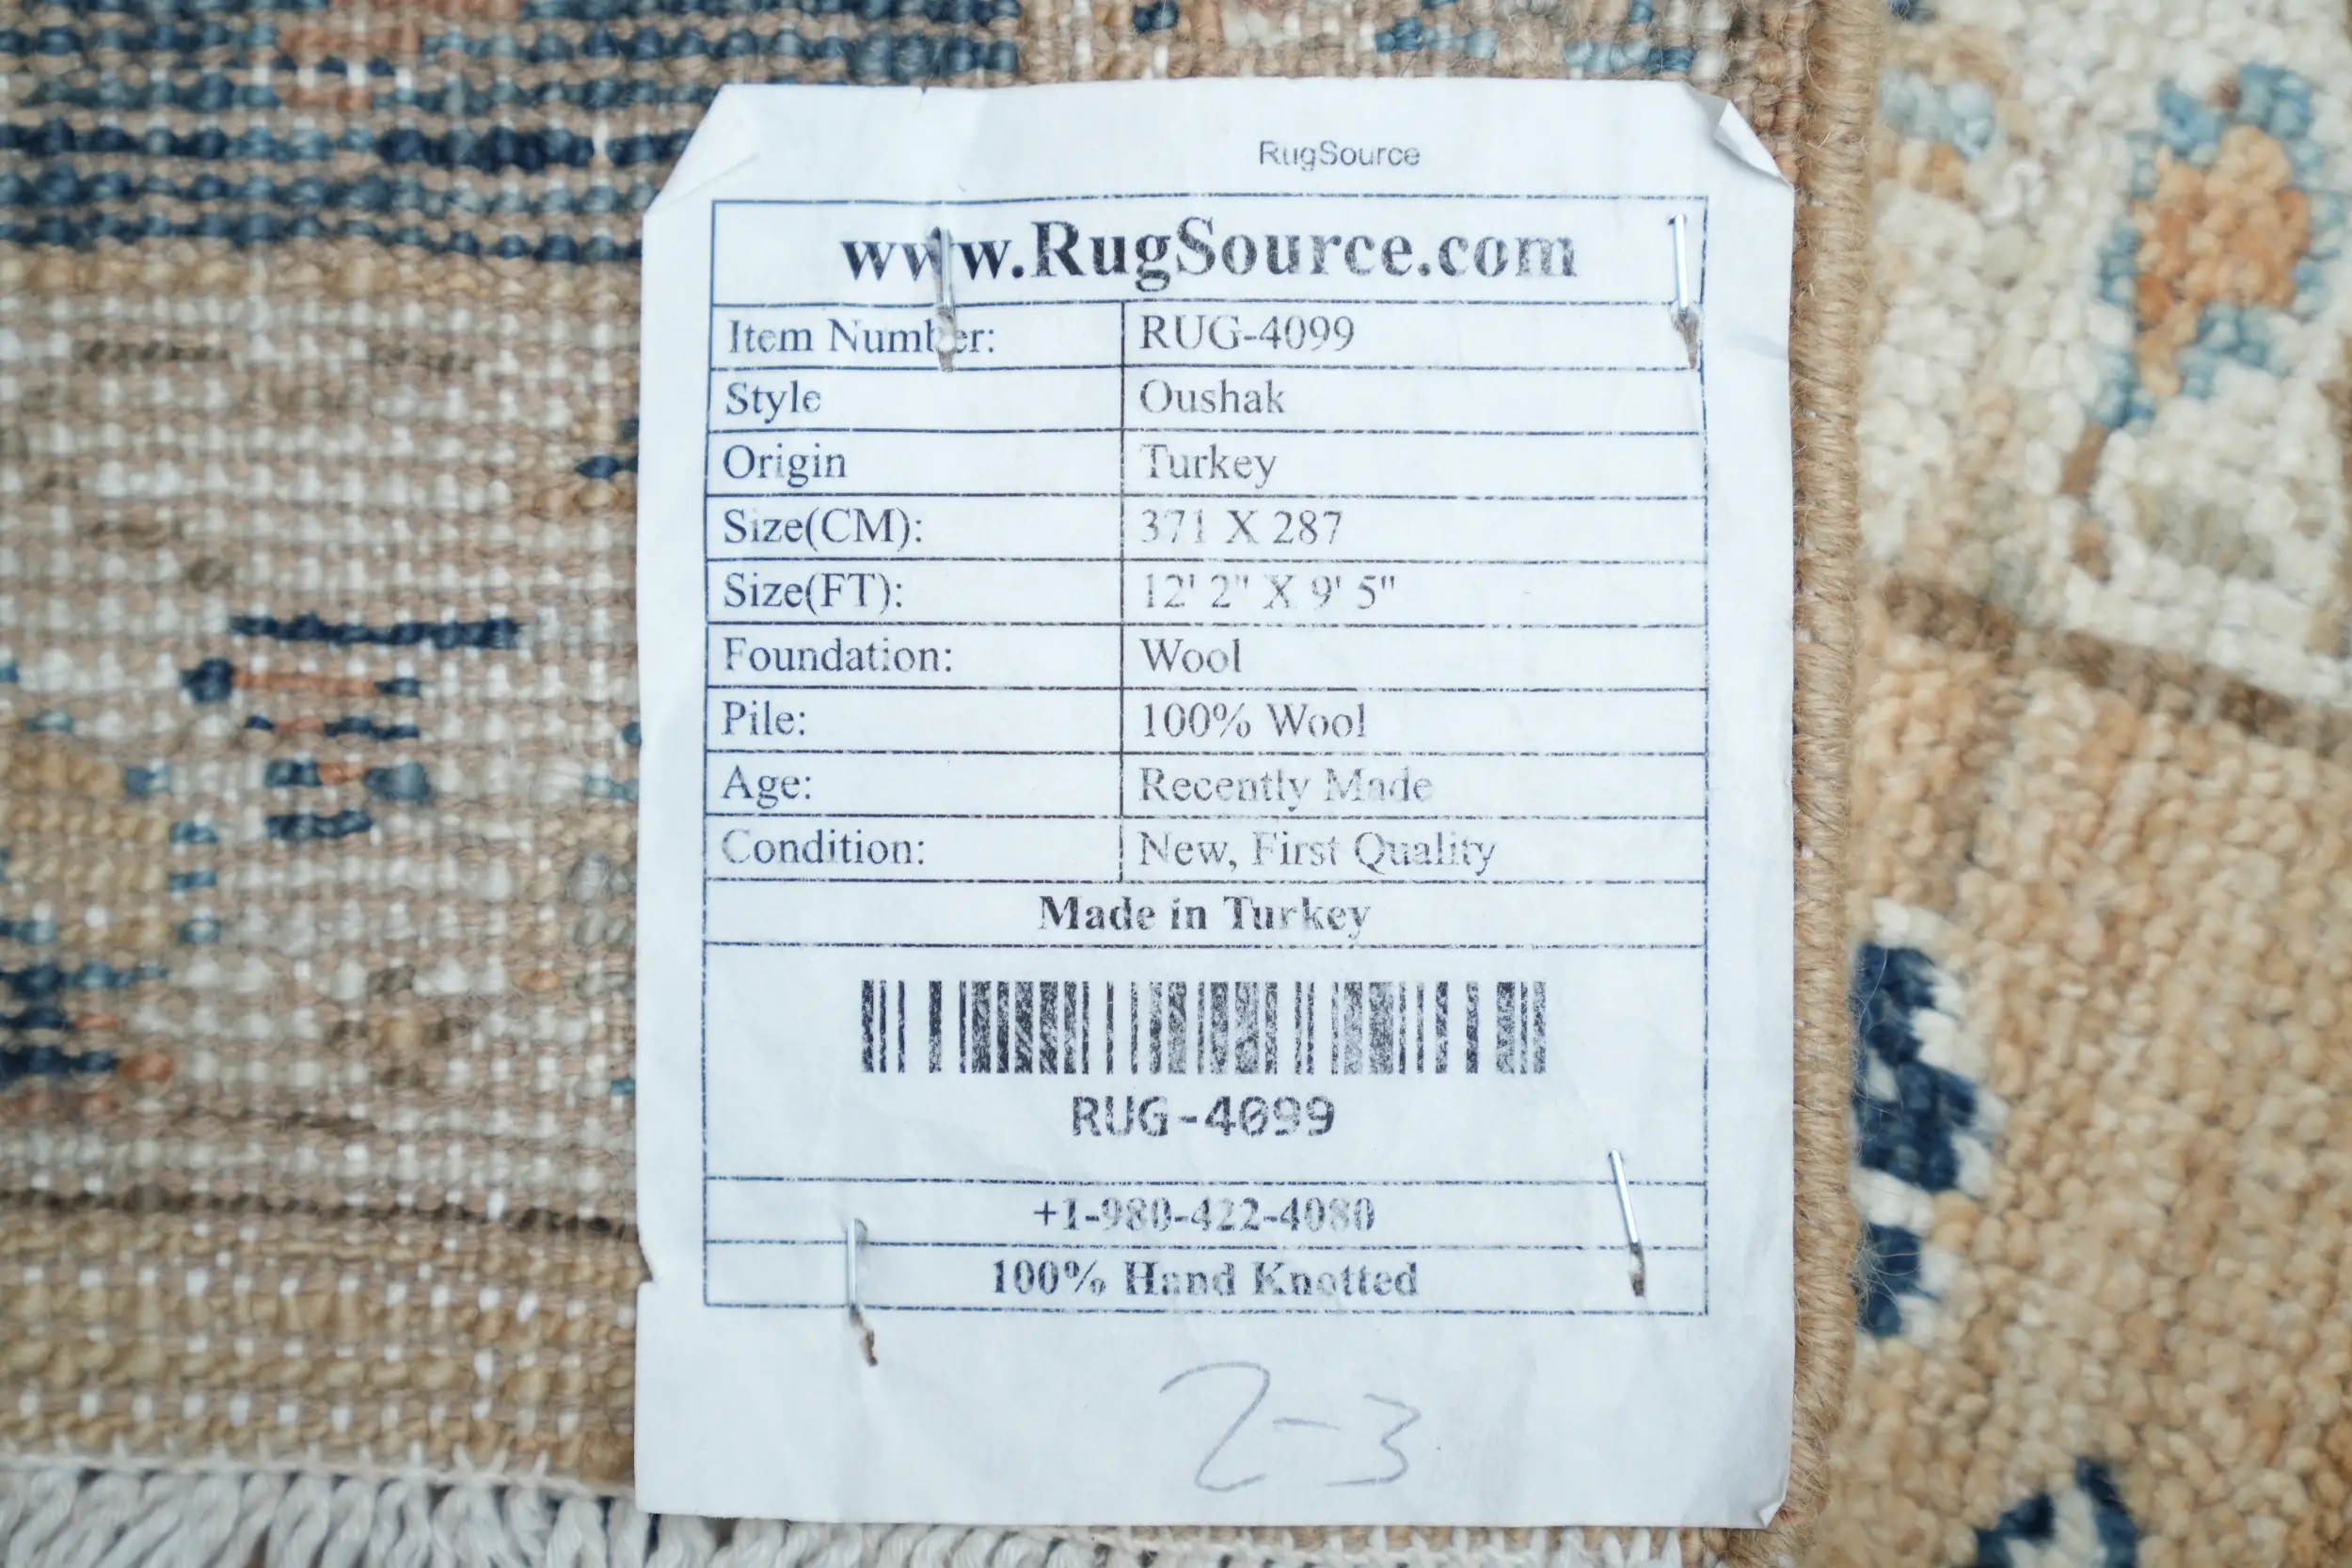 RugSource
www.RugSource.com
Item Number: RUG-4099
Style Oushak
Origin Turkey
Size(CM): 371 X 287
Size(FT): 12' 2" X 9' 5"
Foundation: Wool
Pile: 100% Wool
Age: Recently Made
Condition: New, First Quality
Made in Turkey
RUG-4099
+1-980-422-4080
100% Hand Knotted
2-3